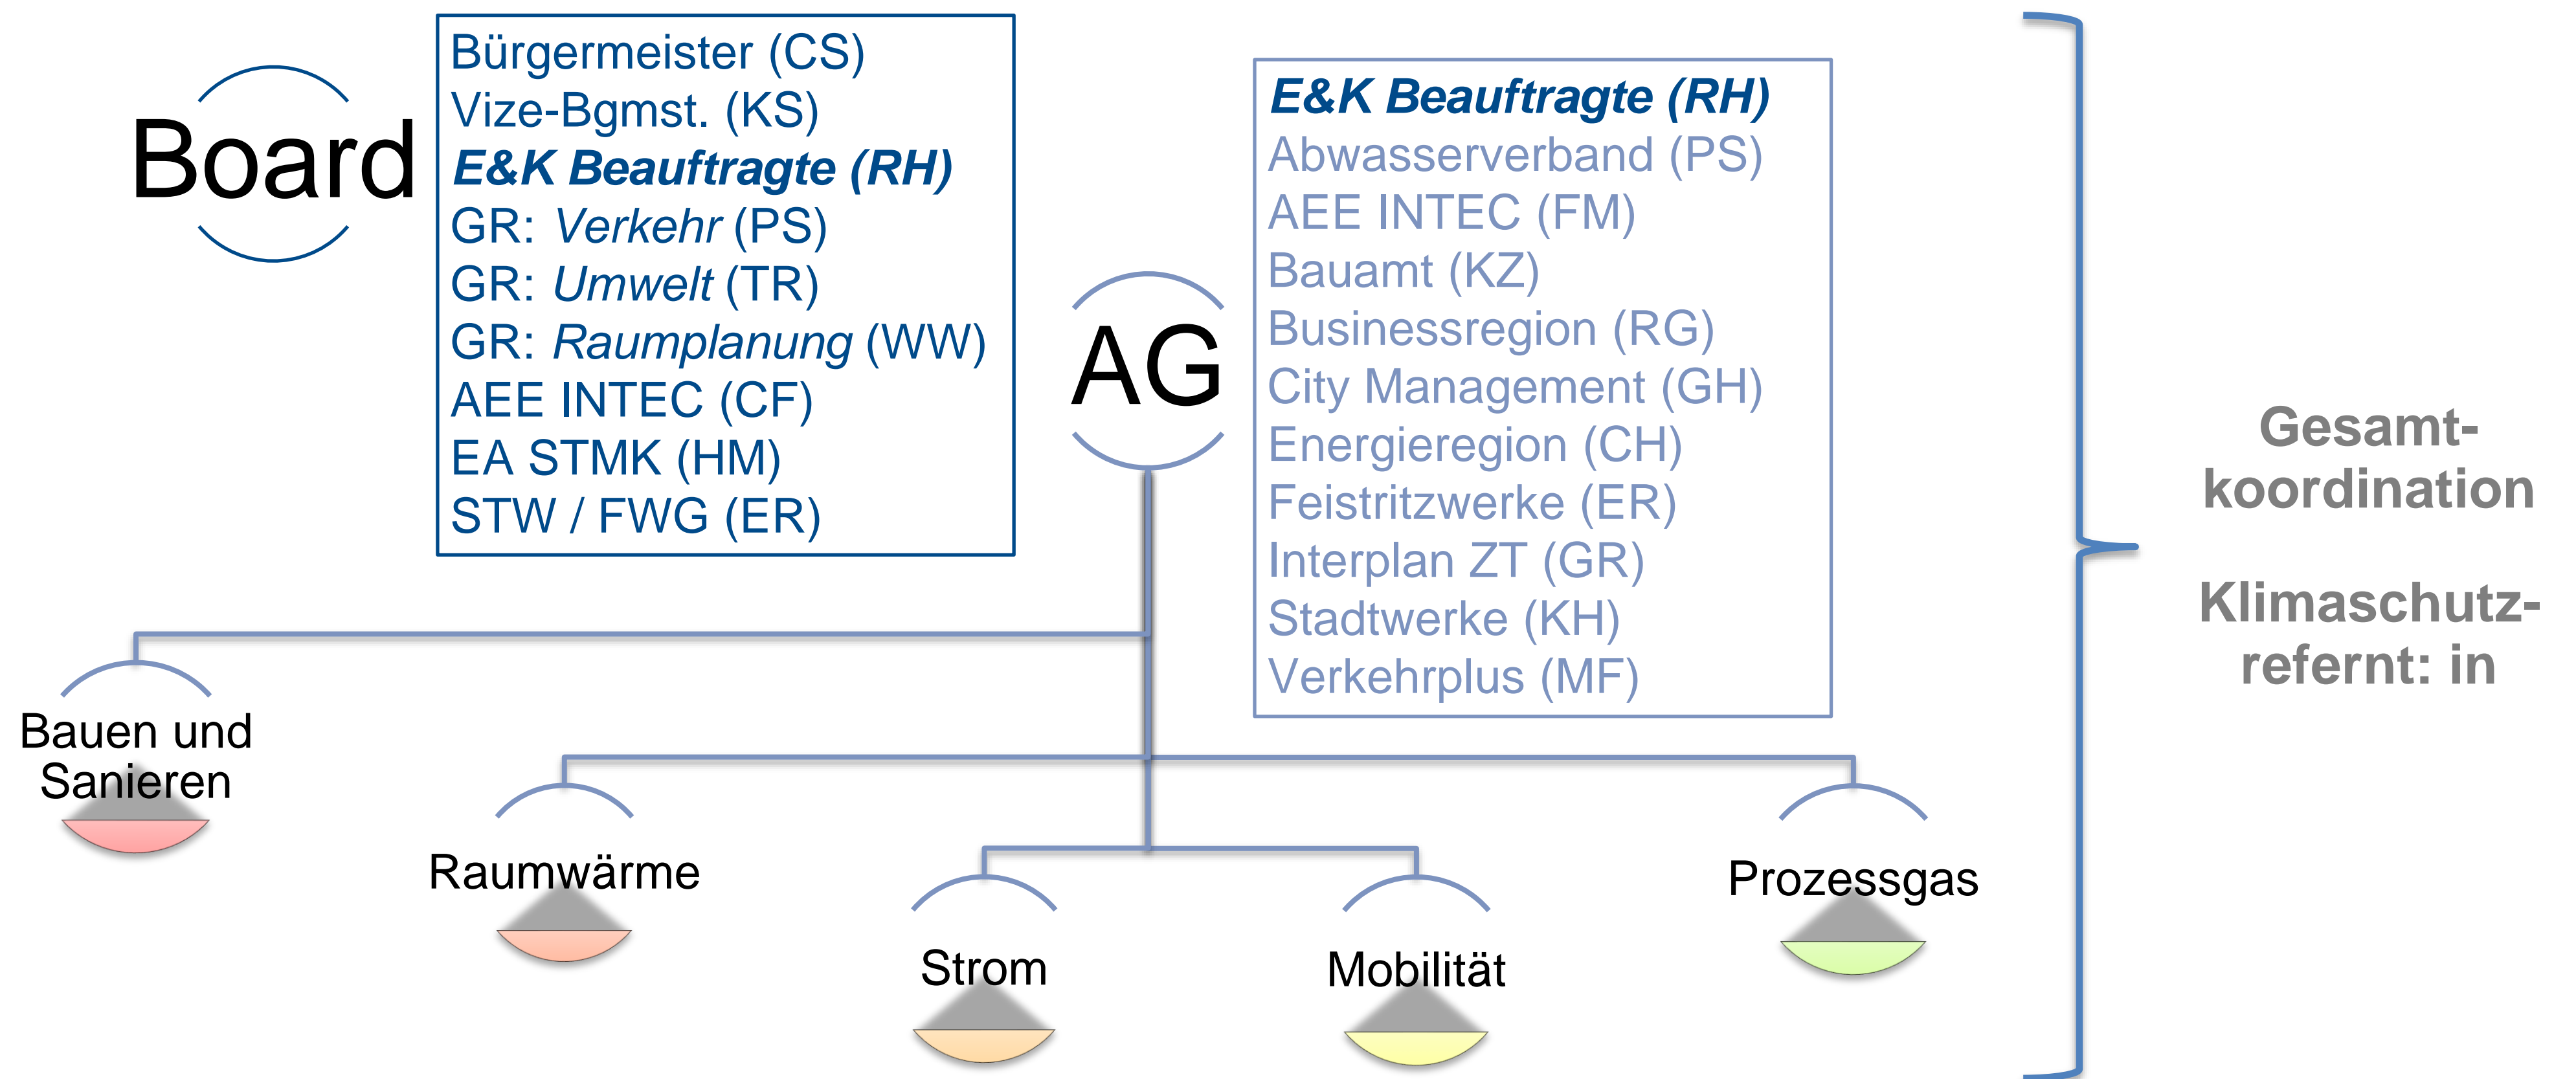 Board
Bürgermeister (CS)
Vize-Bgmst. (KS)
E&K Beauftragte (RH)
GR: Verkehr (PS)
GR: Umwelt (TR)
GR: Raumplanung (WW)
AEE INTEC (CF)
EA STMK (HM)
STW / FWG (ER)
AG
E&K Beauftragte (RH)
Abwasserverband (PS)
AEE INTEC (FM)
Bauamt (KZ)
Businessregion (RG)
City Management (GH)
Energieregion (CH)
Feistritzwerke (ER)
Interplan ZT (GR)
Stadtwerke (KH)
Verkehrplus (MF)
Gesamt-
koordination
Klimaschutz-
refernt: in
Bauen und
Sanieren
Raumwärme
Strom
Mobilität
Prozessgas